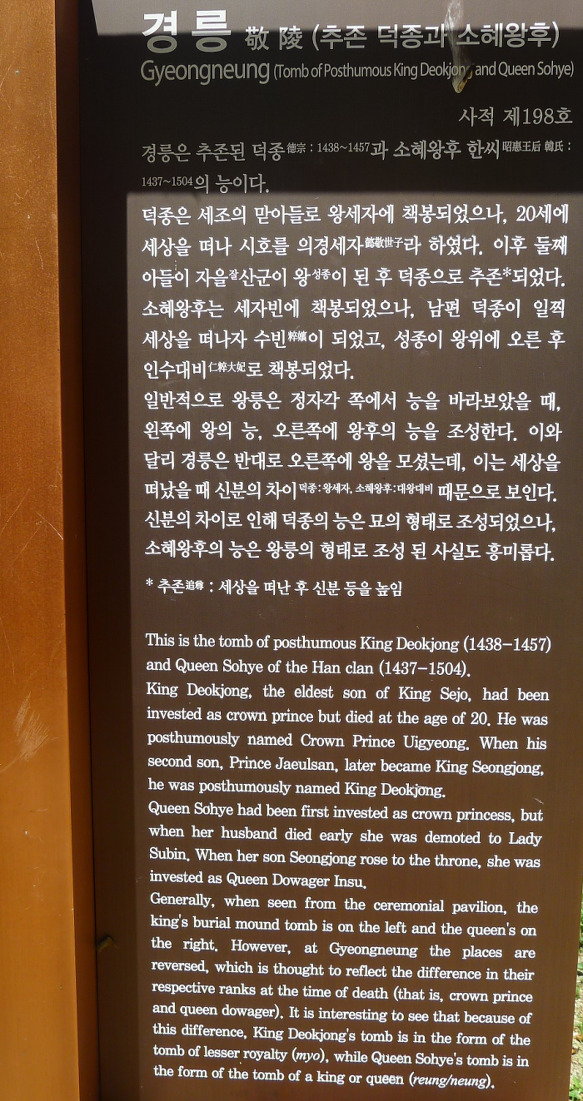 경릉 敬陵 (추존 덕종과 소혜왕후)
Gyeongneung (Tomb of Posthumous King Deokjong and Queen Sohye)
사적 제198호
경릉은 추존된 덕종德宗 : 1438~1457과 소혜왕후 한씨昭惠王后 韓氏 :
1437~1504의 능이다.
덕종은 세조의 맏아들로 왕세자에 책봉되었으나, 20세에
세상을 떠나 시호를 의경세자懿敬世子라 하였다. 이후 둘째
아들이 자을잘산군이 왕성종이 된 후 덕종으로 추존*되었다.
소혜왕후는 세자빈에 책봉되었으나, 남편 덕종이 일찍
세상을 떠나자 수빈粹嬪이 되었고, 성종이 왕위에 오른 후
인수대비仁粹大妃로 책봉되었다.
일반적으로 왕릉은 정자각 쪽에서 능을 바라보았을 때,
왼쪽에 왕의 능, 오른쪽에 왕후의 능을 조성한다. 이와
달리 경릉은 반대로 오른쪽에 왕을 모셨는데, 이는 세상을
떠났을 때 신분의 차이덕종:왕세자, 소혜왕후:대왕대비 때문으로 보인다.
신분의 차이로 인해 덕종의 능은 묘의 형태로 조성되었으나,
소혜왕후의 능은 왕릉의 형태로 조성 된 사실도 흥미롭다.
* 추존追尊 : 세상을 떠난 후 신분 등을 높임
This is the tomb of posthumous King Deokjong (1438−1457)
and Queen Sohye of the Han clan (1437−1504).
King Deokjong, the eldest son of King Sejo, had been
invested as crown prince but died at the age of 20. He was
posthumously named Crown Prince Uigyeong. When his
second son, Prince Jaeulsan, later became King Seongjong,
he was posthumously named King Deokjong.
Queen Sohye had been first invested as crown princess, but
when her husband died early she was demoted to Lady
Subin. When her son Seongjong rose to the throne, she was
invested as Queen Dowager Insu.
Generally, when seen from the ceremonial pavilion, the
king's burial mound tomb is on the left and the queen's on
the right. However, at Gyeongneung the places are
reversed, which is thought to reflect the difference in their
respective ranks at the time of death (that is, crown prince
and queen dowager). It is interesting to see that because of
this difference, King Deokjong's tomb is in the form of the
tomb of lesser royalty (myo), while Queen Sohye's tomb is in
the form of the tomb of a king or queen (reung/neung).